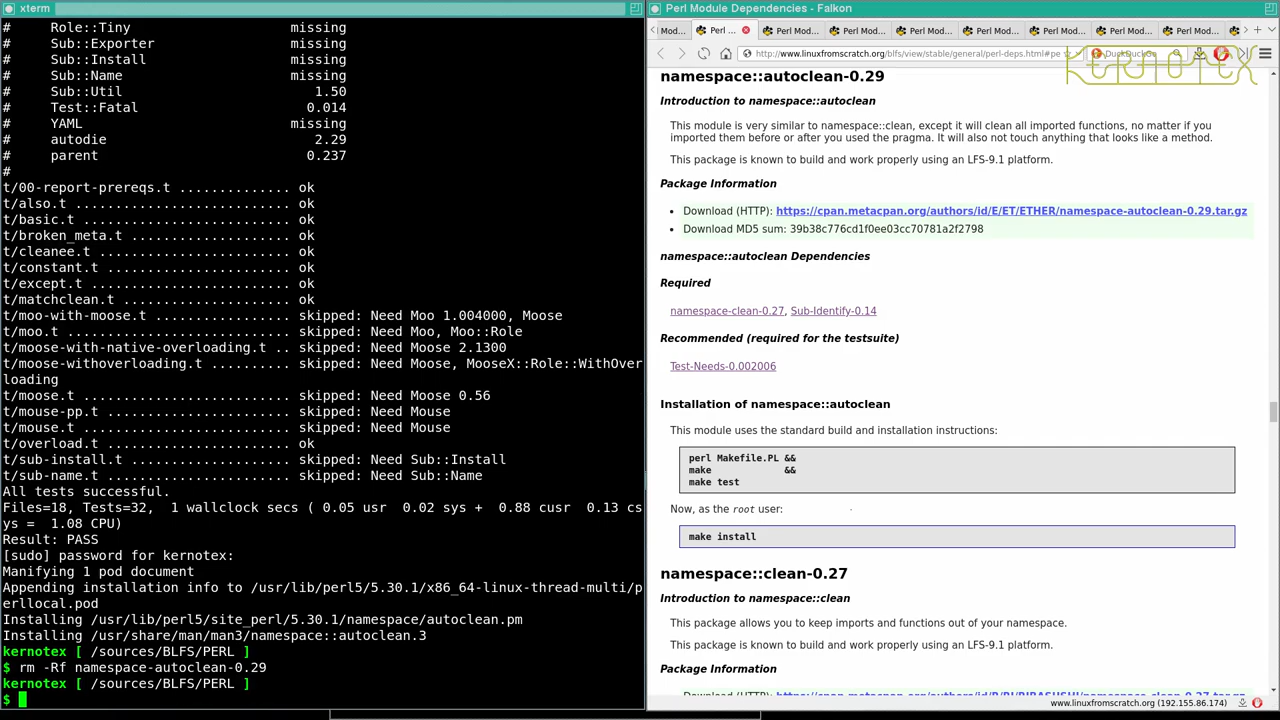 xterm
#     Role::Tiny                 missing
#     Sub::Exporter              missing
#     Sub::Install               missing
#     Sub::Name                  missing
#     Sub::Util                     1.50
#     Test::Fatal                  0.014
#     YAML                       missing
#     autodie                       2.29
#     parent                       0.237
#
t/00-report-prereqs.t .............. ok
t/also.t ........................... ok
t/basic.t .......................... ok
t/broken_meta.t .................... ok
t/cleanee.t ........................ ok
t/constant.t ....................... ok
t/except.t ......................... ok
t/matchclean.t ..................... ok
t/moo-with-moose.t ................. skipped: Need Moo 1.004000, Moose
t/moo.t ............................ skipped: Need Moo, Moo::Role
t/moose-with-native-overloading.t .. skipped: Need Moose 2.1300
t/moose-withoverloading.t .......... skipped: Need Moose, MooseX::Role::WithOver
loading
t/moose.t .......................... skipped: Need Moose 0.56
t/mouse-pp.t ....................... skipped: Need Mouse
t/mouse.t .......................... skipped: Need Mouse
t/overload.t ....................... ok
t/sub-install.t .................... skipped: Need Sub::Install
t/sub-name.t ....................... skipped: Need Sub::Name
All tests successful.
Files=18, Tests=32,  1 wallclock secs ( 0.05 usr  0.02 sys +  0.88 cusr  0.13 cs
ys =  1.08 CPU)
Result: PASS
[sudo] password for kernotex:
Manifying 1 pod document
Appending installation info to /usr/lib/perl5/5.30.1/x86_64-linux-thread-multi/p
erllocal.pod
Installing /usr/lib/perl5/site_perl/5.30.1/namespace/autoclean.pm
Installing /usr/share/man/man3/namespace::autoclean.3
kernotex [ /sources/BLFS/PERL ]
$ rm -Rf namespace-autoclean-0.29
kernotex [ /sources/BLFS/PERL ]
$
Perl Module Dependencies - Falkon
Mod... Perl ... Perl Mod... Perl Mod... Perl Mod... Perl Mod... Perl Mod... Perl Mod... Perl Mod...
http://www.linuxfromscratch.org/blfs/view/stable/general/perl-deps.html#pe DuckDuckGo
KERNOTEX
namespace::autoclean-0.29
Introduction to namespace::autoclean
This module is very similar to namespace::clean, except it will clean all imported functions, no matter if you
imported them before or after you used the pragma. It will also not touch anything that looks like a method.
This package is known to build and work properly using an LFS-9.1 platform.
Package Information
• Download (HTTP): https://cpan.metacpan.org/authors/id/E/ET/ETHER/namespace-autoclean-0.29.tar.gz
• Download MD5 sum: 39b38c776cd1f0ee03cc70781a2f2798
namespace::autoclean Dependencies
Required
namespace-clean-0.27, Sub-Identify-0.14
Recommended (required for the testsuite)
Test-Needs-0.002006
Installation of namespace::autoclean
This module uses the standard build and installation instructions:
perl Makefile.PL &&
make             &&
make test
Now, as the root user:
make install
namespace::clean-0.27
Introduction to namespace::clean
This package allows you to keep imports and functions out of your namespace.
This package is known to build and work properly using an LFS-9.1 platform.
Package Information
www.linuxfromscratch.org (192.155.86.174)